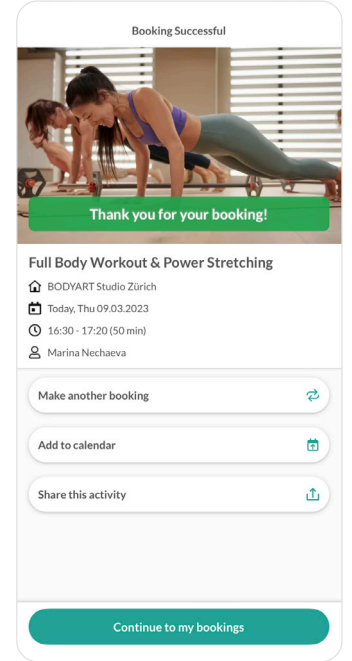 Booking Successful
Thank you for your booking!
Full Body Workout & Power Stretching
BODYART Studio Zürich
Today, Thu 09.03.2023
16:30 - 17:20 (50 min)
Marina Nechaeva
Make another booking
Add to calendar
Share this activity
Continue to my bookings